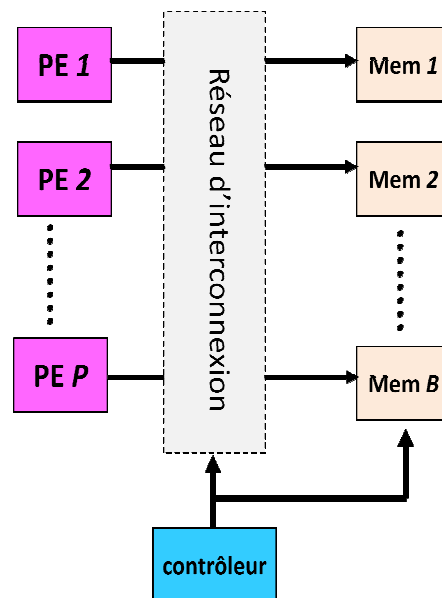 PE 1
Réseau d'interconnexion
Mem 1
PE 2
Mem 2
PE P
Mem B
contrôleur